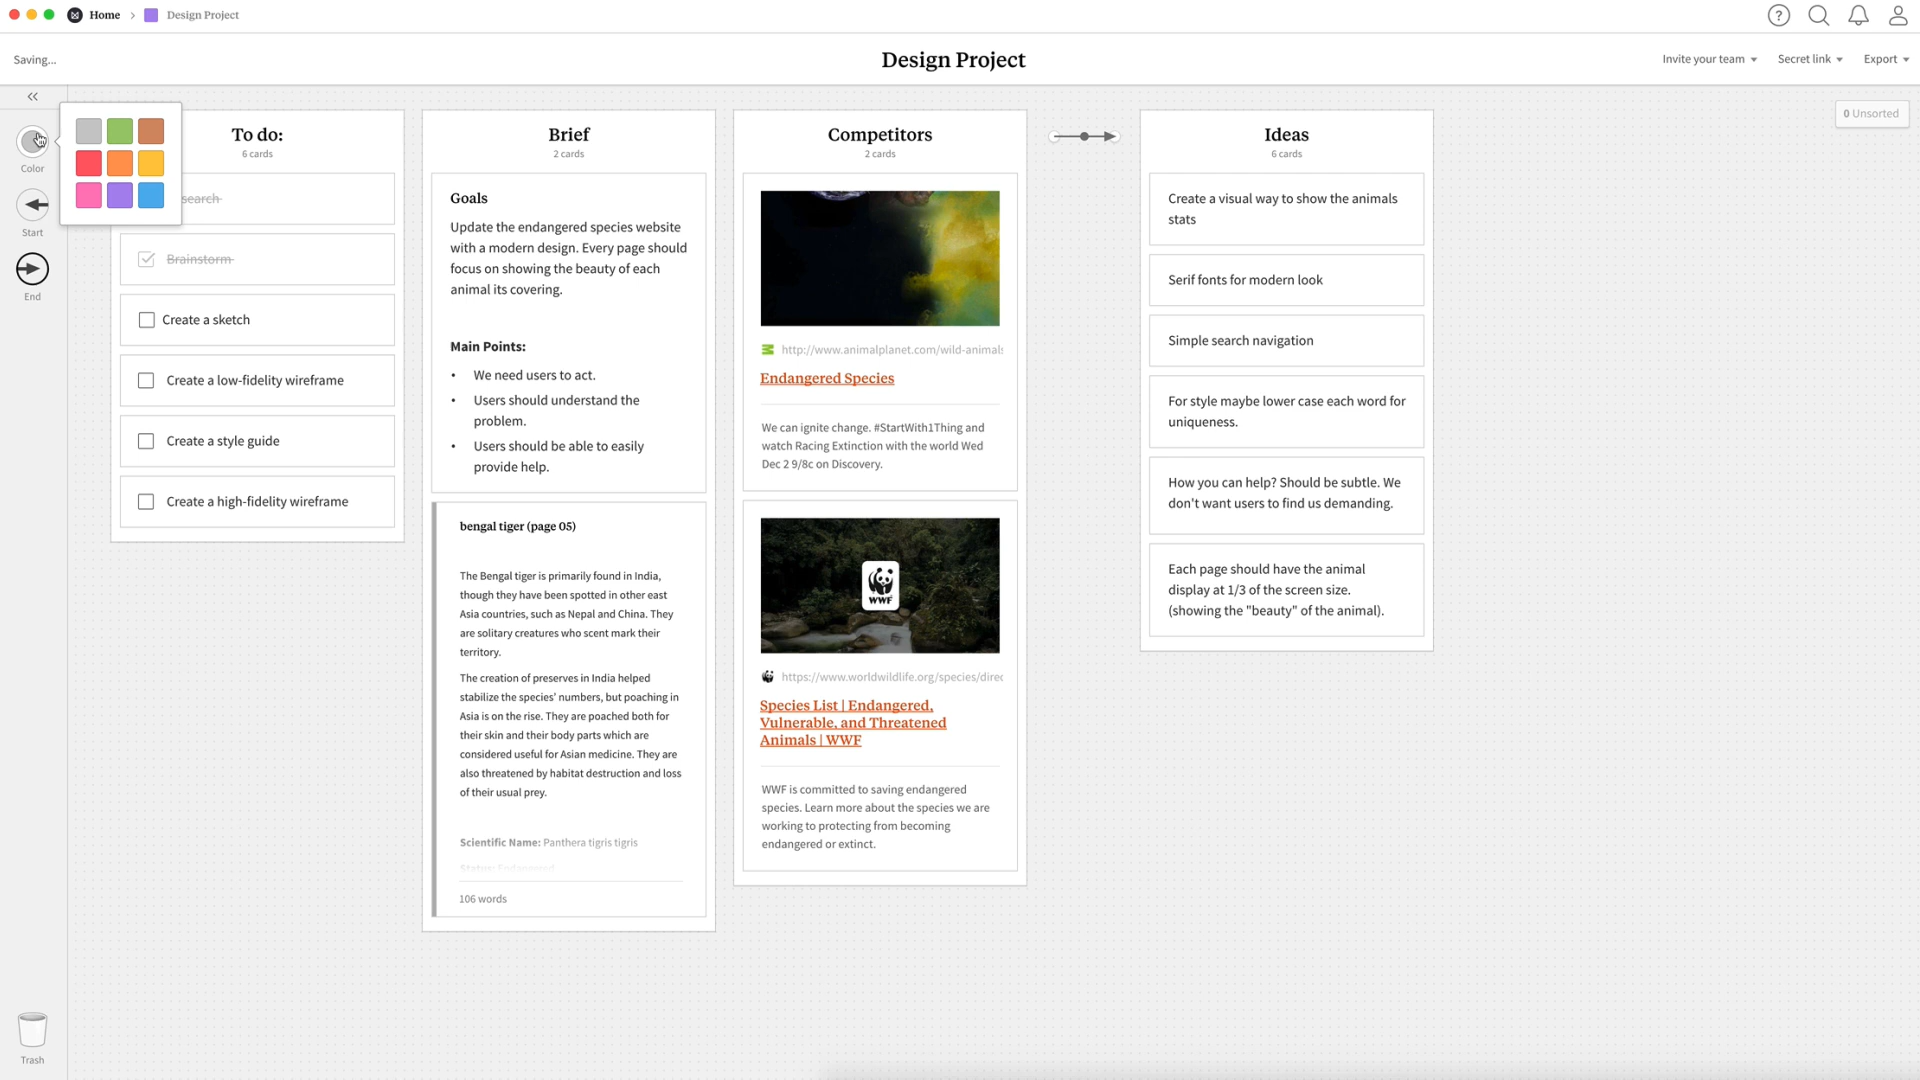 Home
Design Project
Saving...
Design Project
Invite your team
Secret link
Export
0 Unsorted
Color
Start
End
Trash
To do:
6 cards
search
Brainstorm
Create a sketch
Create a low-fidelity wireframe
Create a style guide
Create a high-fidelity wireframe
Brief
2 cards
Goals
Update the endangered species website
with a modern design. Every page should
focus on showing the beauty of each
animal its covering.
Main Points:
• We need users to act.
• Users should understand the
problem.
• Users should be able to easily
provide help.
bengal tiger (page 05)
The Bengal tiger is primarily found in India,
though they have been spotted in other east
Asia countries, such as Nepal and China. They
are solitary creatures who scent mark their
territory.
The creation of preserves in India helped
stabilize the species' numbers, but poaching in
Asia is on the rise. They are poached both for
their skin and their body parts which are
considered useful for Asian medicine. They are
also threatened by habitat destruction and loss
of their usual prey.
Scientific Name: Panthera tigris tigris
Status: Endangered
106 words
Competitors
2 cards
http://www.animalplanet.com/wild-animals
Endangered Species
We can ignite change. #StartWith1Thing and
watch Racing Extinction with the world Wed
Dec 2 9/8c on Discovery.
WWF
https://www.worldwildlife.org/species/direc
Species List | Endangered,
Vulnerable, and Threatened
Animals | WWF
WWF is committed to saving endangered
species. Learn more about the species we are
working to protecting from becoming
endangered or extinct.
Ideas
6 cards
Create a visual way to show the animals
stats
Serif fonts for modern look
Simple search navigation
For style maybe lower case each word for
uniqueness.
How you can help? Should be subtle. We
don't want users to find us demanding.
Each page should have the animal
display at 1/3 of the screen size.
(showing the "beauty" of the animal).